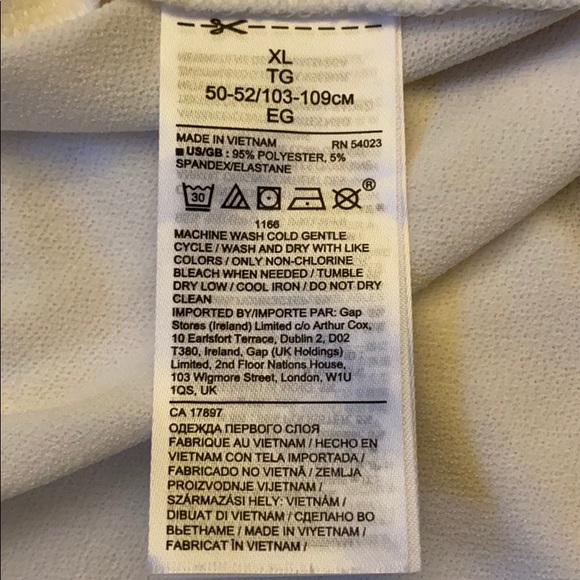 XL
TG
50-52/103-109см
EG
MADE IN VIETNAM RN 54023
US/GB : 95% POLYESTER, 5%
SPANDEX/ELASTANE
30
®
1166
MACHINE WASH COLD GENTLE
CYCLE / WASH AND DRY WITH LIKE
COLORS / ONLY NON-CHLORINE
BLEACH WHEN NEEDED / TUMBLE
DRY LOW / COOL IRON / DO NOT DRY
CLEAN
IMPORTED BY/IMPORTE PAR: Gap
Stores (Ireland) Limited c/o Arthur Cox,
10 Earlsfort Terrace, Dublin 2, D02
T380, Ireland, Gap (UK Holdings)
Limited, 2nd Floor Nations House,
103 Wigmore Street, London, W1U
1QS, UK
CA 17897
ОДЕЖДА ПЕРВОГО СЛОЯ
FABRIQUE AU VIETNAM / HECHO EN
VIETNAM CON TELA IMPORTADA /
FABRICADO NO VIETNÃ / ZEMLJA
PROIZVODNJE VIJETNAM /
SZÁRMAZÁSI HELY: VIETNÁM /
DIBUAT DI VIETNAM / СДЕЛАНО ВО
ВЬЕТНАМЕ / MADE IN VIYETNAM /
FABRICAT ÎN VIETNAM /